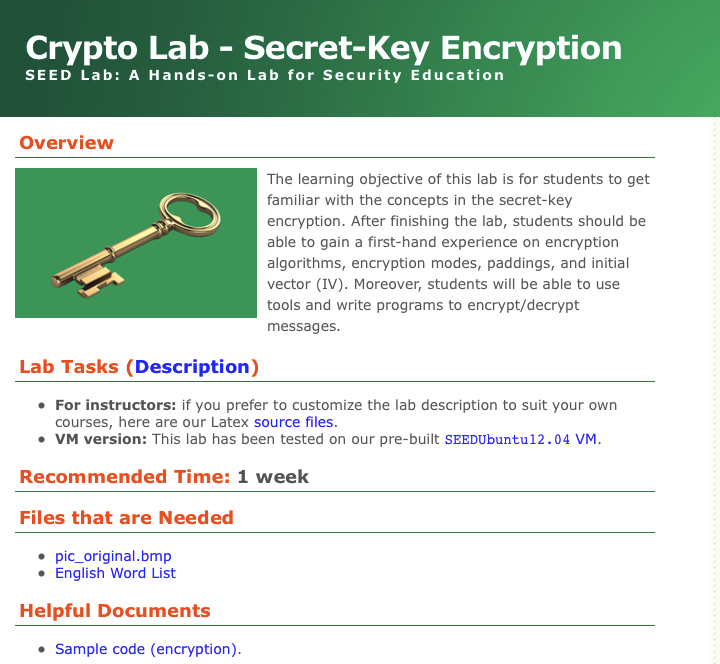 Crypto Lab - Secret-Key Encryption
SEED Lab: A Hands-on Lab for Security Education
Overview
The learning objective of this lab is for students to get
familiar with the concepts in the secret-key
encryption. After finishing the lab, students should be
able to gain a first-hand experience on encryption
algorithms, encryption modes, paddings, and initial
vector (IV). Moreover, students will be able to use
tools and write programs to encrypt/decrypt
messages.
Lab Tasks (Description)
• For instructors: if you prefer to customize the lab description to suit your own
courses, here are our Latex source files.
• VM version: This lab has been tested on our pre-built SEEDUbuntu12.04 VM.
Recommended Time: 1 week
Files that are Needed
• pic_original.bmp
• English Word List
Helpful Documents
• Sample code (encryption).